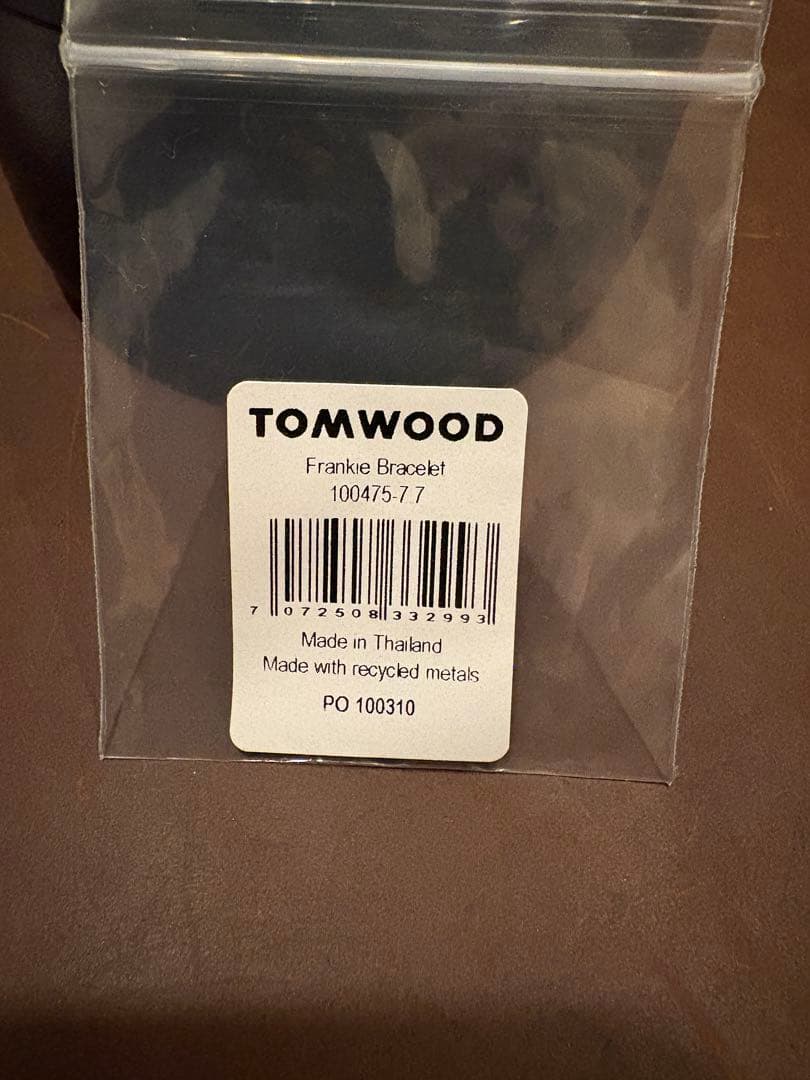 TOMWOOD
Frankie Bracelet
100475-7.7
7 072508 332993
Made in Thailand
Made with recycled metals
PO 100310